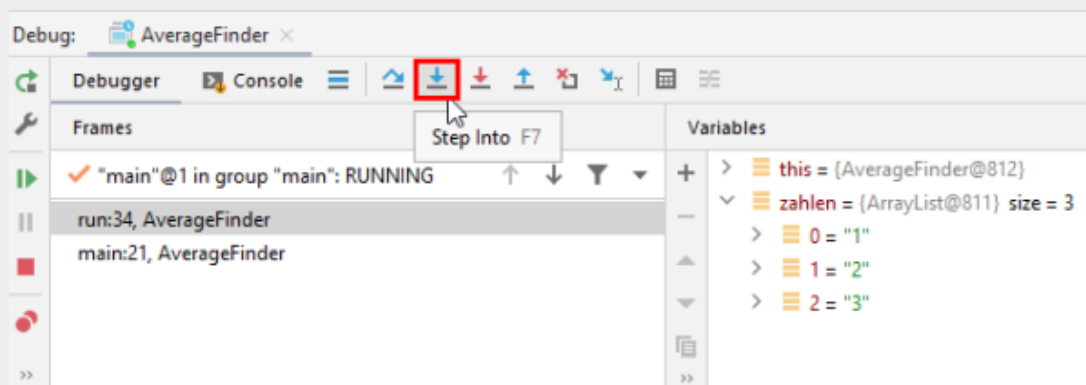 Debug: AverageFinder
Debugger Console
Step Into F7
Frames
Variables
"main"@1 in group "main": RUNNING
run:34, AverageFinder
main:21, AverageFinder
this = {AverageFinder@812}
zahlen = {ArrayList@811} size = 3
0 = "1"
1 = "2"
2 = "3"